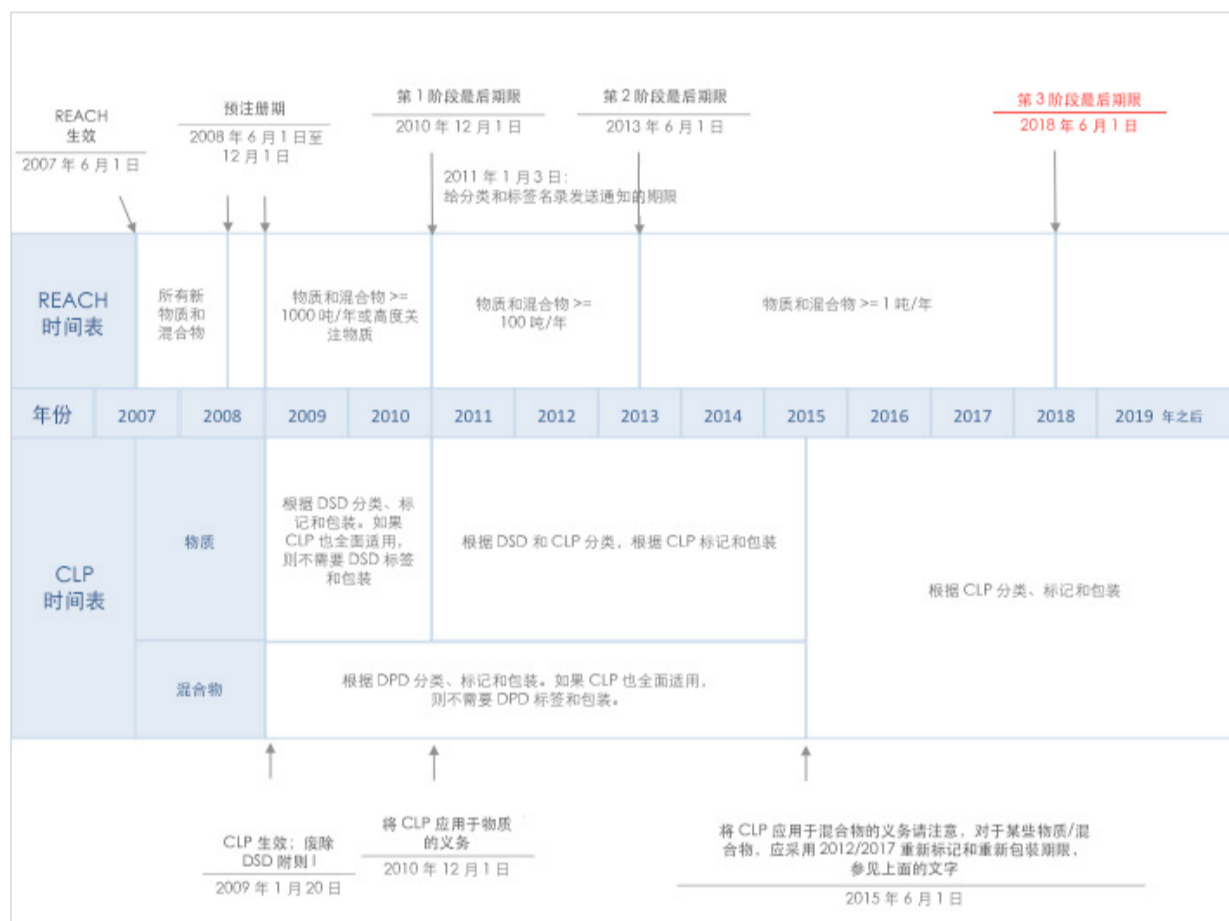 REACH
生效
2007 年 6 月 1 日
预注册期
2008 年 6 月 1 日至
12 月 1 日
第 1 阶段最后期限
2010 年 12 月 1 日
第 2 阶段最后期限
2013 年 6 月 1 日
第 3 阶段最后期限
2018 年 6 月 1 日
2011 年 1 月 3 日：
给分类和标签名录发送通知的期限
REACH
时间表
所有新
物质和
混合物
物质和混合物 >=
1000 吨/年或高度关
注物质
物质和混合物 >=
100 吨/年
物质和混合物 >= 1 吨/年
年份
2007
2008
2009
2010
2011
2012
2013
2014
2015
2016
2017
2018
2019 年之后
CLP
时间表
物质
根据 DSD 分类、标
记和包装。如果
CLP 也全面适用，
则不需要 DSD 标签
和包装
根据 DSD 和 CLP 分类，根据 CLP 标记和包装
根据 CLP 分类、标记和包装
混合物
根据 DPD 分类、标记和包装。如果 CLP 也全面适用，
则不需要 DPD 标签和包装。
CLP 生效；废除
DSD 附则 I
2009 年 1 月 20 日
将 CLP 应用于物质
的义务
2010 年 12 月 1 日
将 CLP 应用于混合物的义务请注意，对于某些物质/混
合物，应采用 2012/2017 重新标记和重新包装期限，
参见上面的文字
2015 年 6 月 1 日